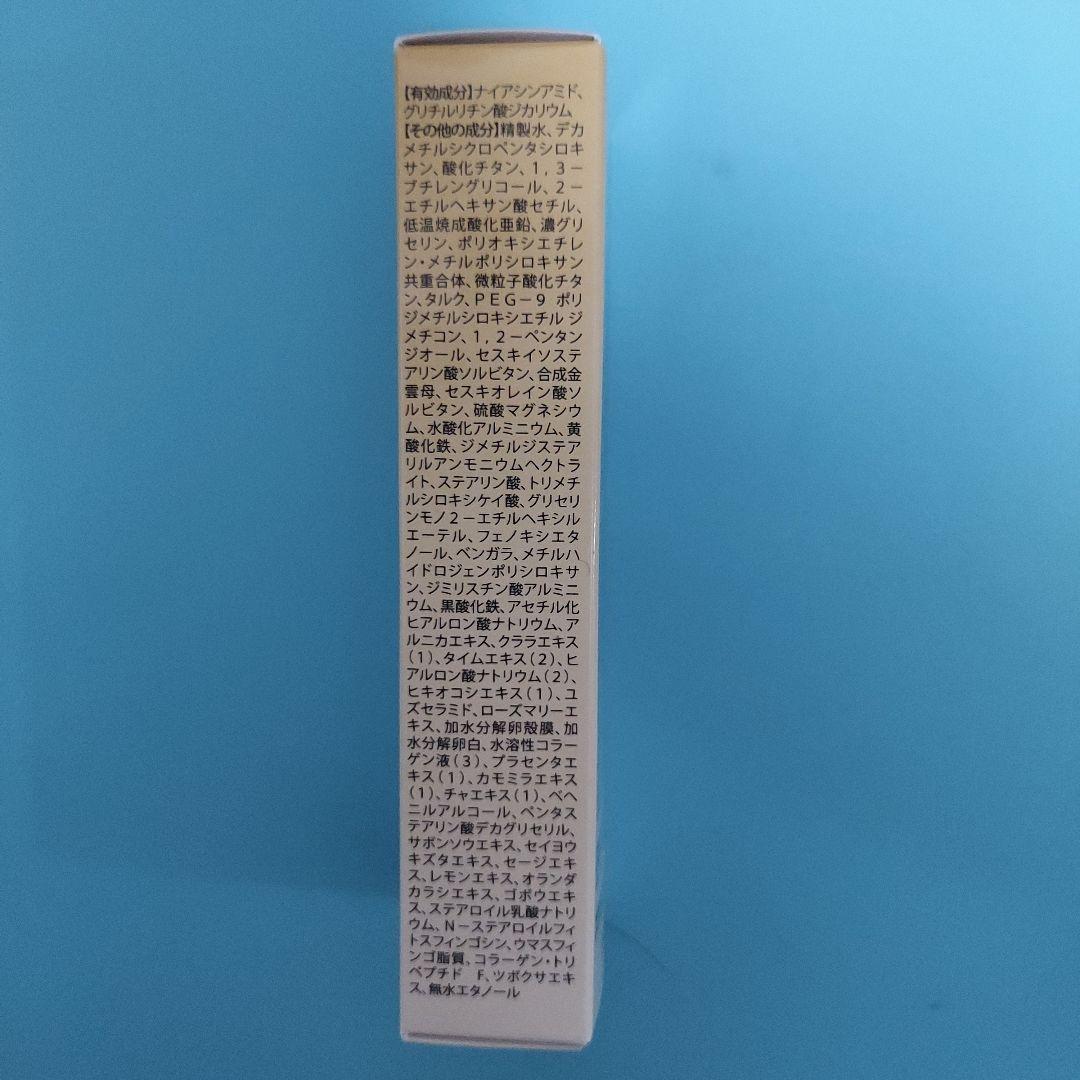 【有効成分】ナイアシンアミド、
グリチルリチン酸ジカリウム
【その他の成分】精製水、デカ
メチルシクロペンタシロキ
サン、酸化チタン、1,3－
ブチレングリコール、2－
エチルヘキサン酸セチル、
低温焼成酸化亜鉛、濃グリ
セリン、ポリオキシエチレ
ン・メチルポリシロキサン
共重合体、微粒子酸化チタ
ン、タルク、PEG－9 ポリ
ジメチルシロキシエチル ジ
メチコン、1,2－ペンタン
ジオール、セスキイソステ
アリン酸ソルビタン、合成金
雲母、セスキオレイン酸ソ
ルビタン、硫酸マグネシウ
ム、水酸化アルミニウム、黄
酸化鉄、ジメチルジステア
リルアンモニウムヘクトラ
イト、ステアリン酸、トリメチ
ルシロキシケイ酸、グリセリ
ンモノ2－エチルヘキシル
エーテル、フェノキシエタ
ノール、ベンガラ、メチルハ
イドロジェンポリシロキサ
ン、ジミリスチン酸アルミニ
ウム、黒酸化鉄、アセチル化
ヒアルロン酸ナトリウム、ア
ルニカエキス、クララエキス
(1)、タイムエキス(2)、ヒ
アルロン酸ナトリウム(2)、
ヒキオコシエキス(1)、ユ
ズセラミド、ローズマリーエ
キス、加水分解卵殻膜、加
水分解卵白、水溶性コラー
ゲン液(3)、プラセンタエ
キス(1)、カモミラエキス
(1)、チャエキス(1)、ベヘ
ニルアルコール、ペンタス
テアリン酸デカグリセリル、
サボンソウエキス、セイヨウ
キズタエキス、セージエキ
ス、レモンエキス、オランダ
カラシエキス、ゴボウエキ
ス、ステアロイル乳酸ナトリ
ウム、N－ステアロイルフィ
トスフィンゴシン、ウマスフィ
ンゴ脂質、コラーゲン・トリ
ペプチド F、ツボクサエキ
ス、無水エタノール